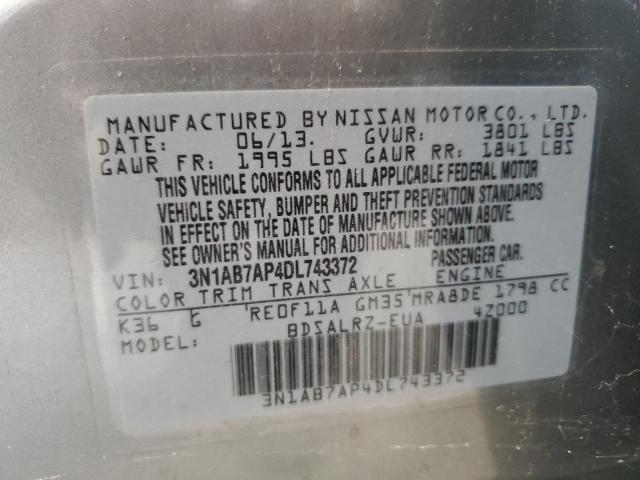 MANUFACTURED BY NISSAN MOTOR CO., LTD.
DATE: 06/13. GVWR: 3801 LBS
GAWR FR: 1995 LBS GAWR RR: 1841 LBS
THIS VEHICLE CONFORMS TO ALL APPLICABLE FEDERAL MOTOR
VEHICLE SAFETY, BUMPER AND THEFT PREVENTION STANDARDS
IN EFFECT ON THE DATE OF MANUFACTURE SHOWN ABOVE.
SEE OWNER'S MANUAL FOR ADDITIONAL INFORMATION.
VIN: 3N1AB7AP4DL743372 PASSENGER CAR.
COLOR TRIM TRANS AXLE ENGINE
K36 G 'RE0F11A GM35'MRA8DE 1798 CC
MODEL: BDSALRZ-EUA 4Z000
3N1AB7AP4DL743372